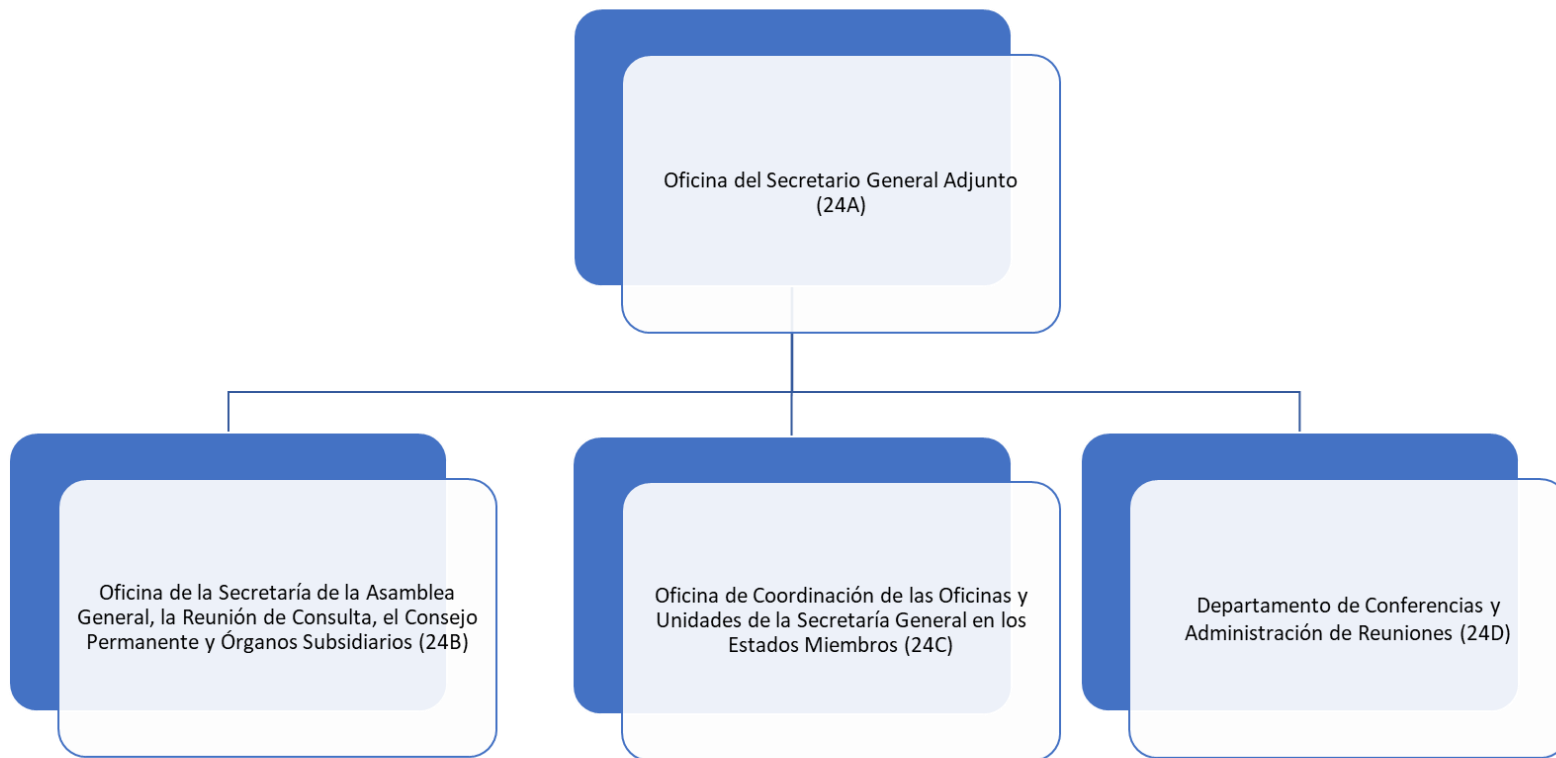 Oficina del Secretario General Adjunto
(24A)
Oficina de la Secretaría de la Asamblea
General, la Reunión de Consulta, el Consejo
Permanente y Órganos Subsidiarios (24B)
Oficina de Coordinación de las Oficinas y
Unidades de la Secretaría General en los
Estados Miembros (24C)
Departamento de Conferencias y
Administración de Reuniones (24D)